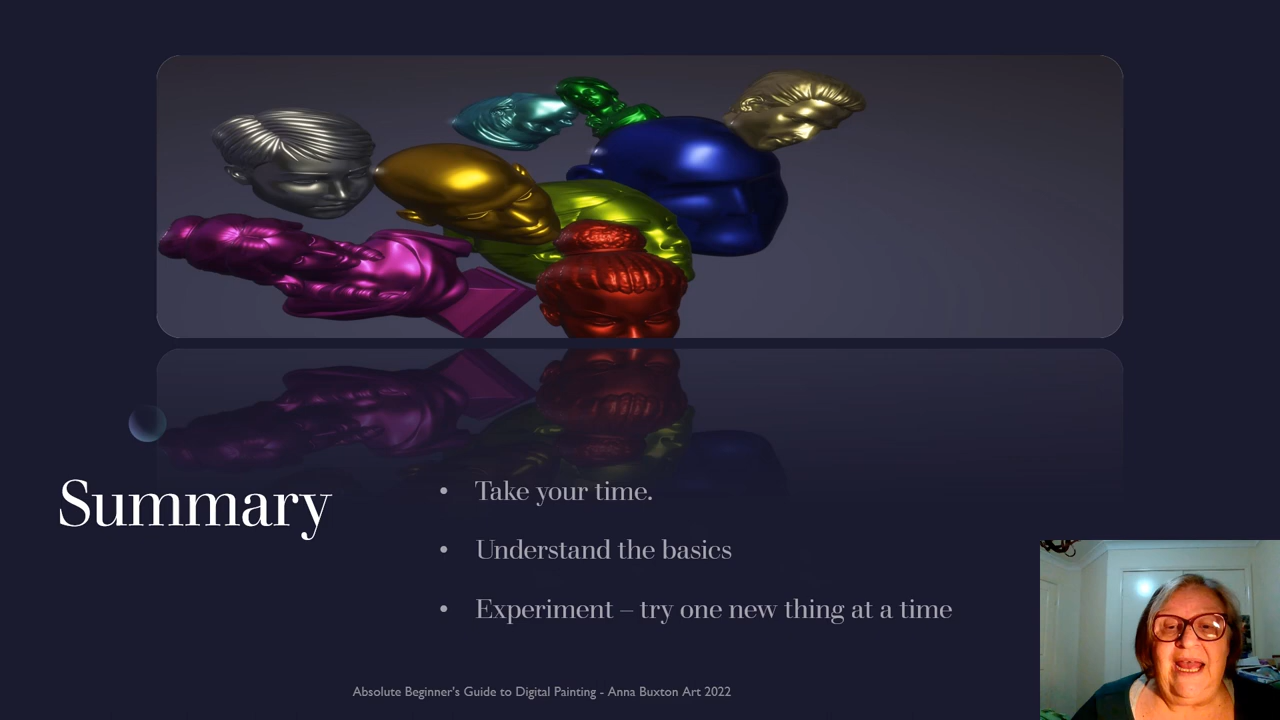 Summary
• Take your time.
• Understand the basics
• Experiment – try one new thing at a time
Absolute Beginner's Guide to Digital Painting - Anna Buxton Art 2022